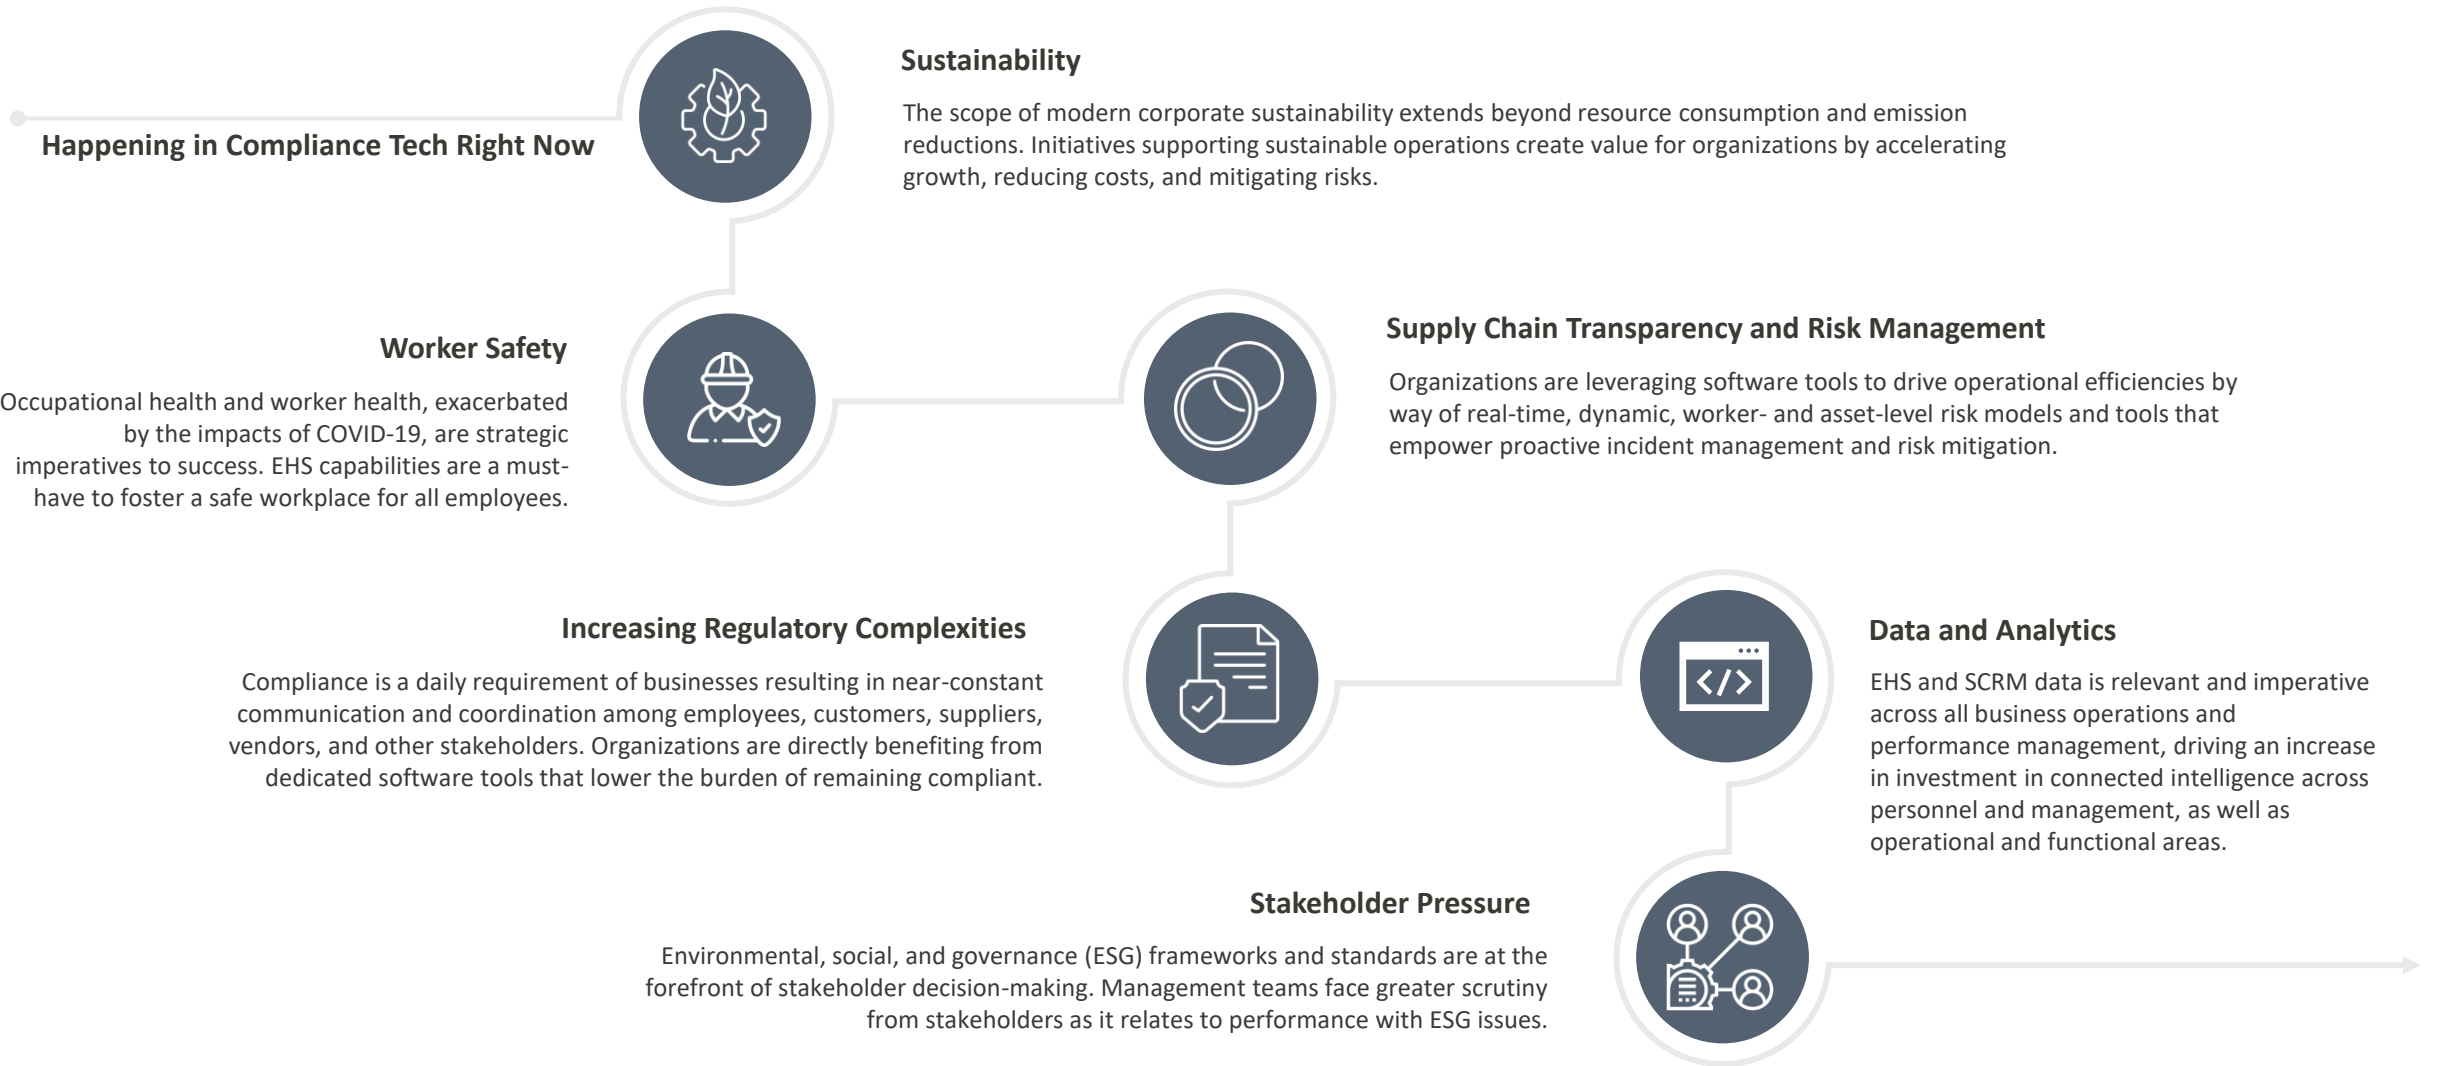 Happening in Compliance Tech Right Now
Sustainability
The scope of modern corporate sustainability extends beyond resource consumption and emission
reductions. Initiatives supporting sustainable operations create value for organizations by accelerating
growth, reducing costs, and mitigating risks.
Worker Safety
Occupational health and worker health, exacerbated
by the impacts of COVID-19, are strategic
imperatives to success. EHS capabilities are a must-
have to foster a safe workplace for all employees.
Supply Chain Transparency and Risk Management
Organizations are leveraging software tools to drive operational efficiencies by
way of real-time, dynamic, worker- and asset-level risk models and tools that
empower proactive incident management and risk mitigation.
Increasing Regulatory Complexities
Compliance is a daily requirement of businesses resulting in near-constant
communication and coordination among employees, customers, suppliers,
vendors, and other stakeholders. Organizations are directly benefiting from
dedicated software tools that lower the burden of remaining compliant.
Data and Analytics
EHS and SCRM data is relevant and imperative
across all business operations and
performance management, driving an increase
in investment in connected intelligence across
personnel and management, as well as
operational and functional areas.
Stakeholder Pressure
Environmental, social, and governance (ESG) frameworks and standards are at the
forefront of stakeholder decision-making. Management teams face greater scrutiny
from stakeholders as it relates to performance with ESG issues.